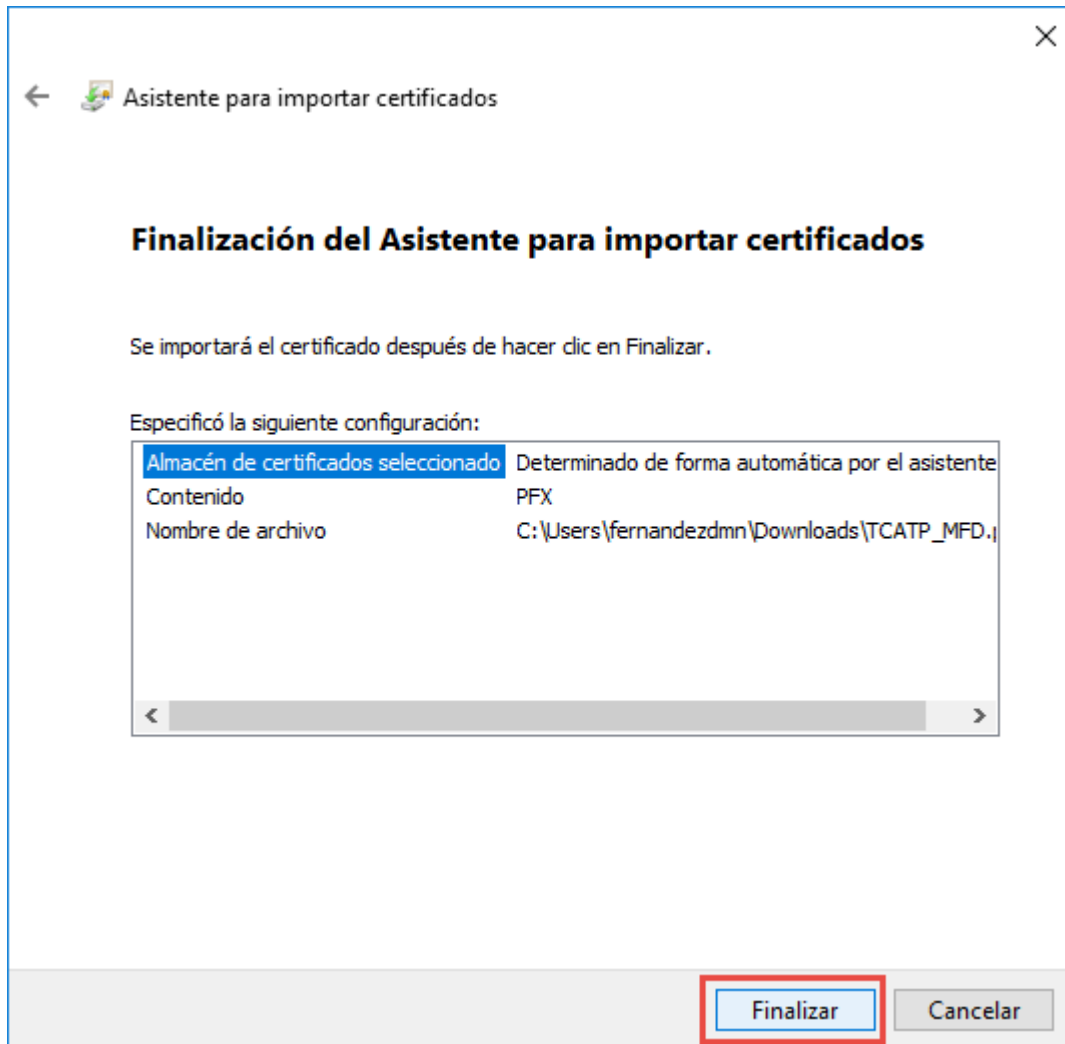 Asistente para importar certificados
Finalización del Asistente para importar certificados
Se importará el certificado después de hacer clic en Finalizar.
Especificó la siguiente configuración:
Almacén de certificados seleccionado Determinado de forma automática por el asistente
Contenido PFX
Nombre de archivo C:\Users\fernandezdmn\Downloads\TCATP_MFD.p
Finalizar Cancelar